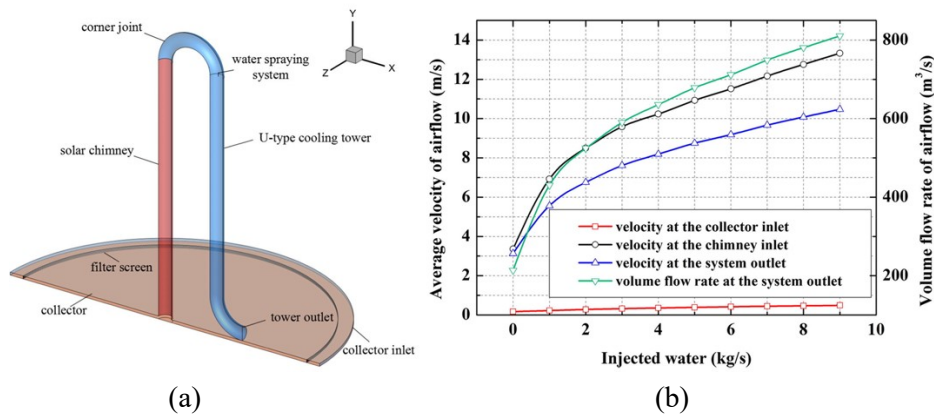 corner joint
Y
X
Z
water spraying
system
U-type cooling tower
solar chimney
filter screen
collector
tower outlet
collector inlet
(a)
Average velocity of airflow (m/s)
14
12
10
8
6
4
2
0
velocity at the collector inlet
velocity at the chimney inlet
velocity at the system outlet
volume flow rate at the system outlet
800
600
400
200
Volume flow rate of airflow (m³/s)
0 2 4 6 8 10
Injected water (kg/s)
(b)